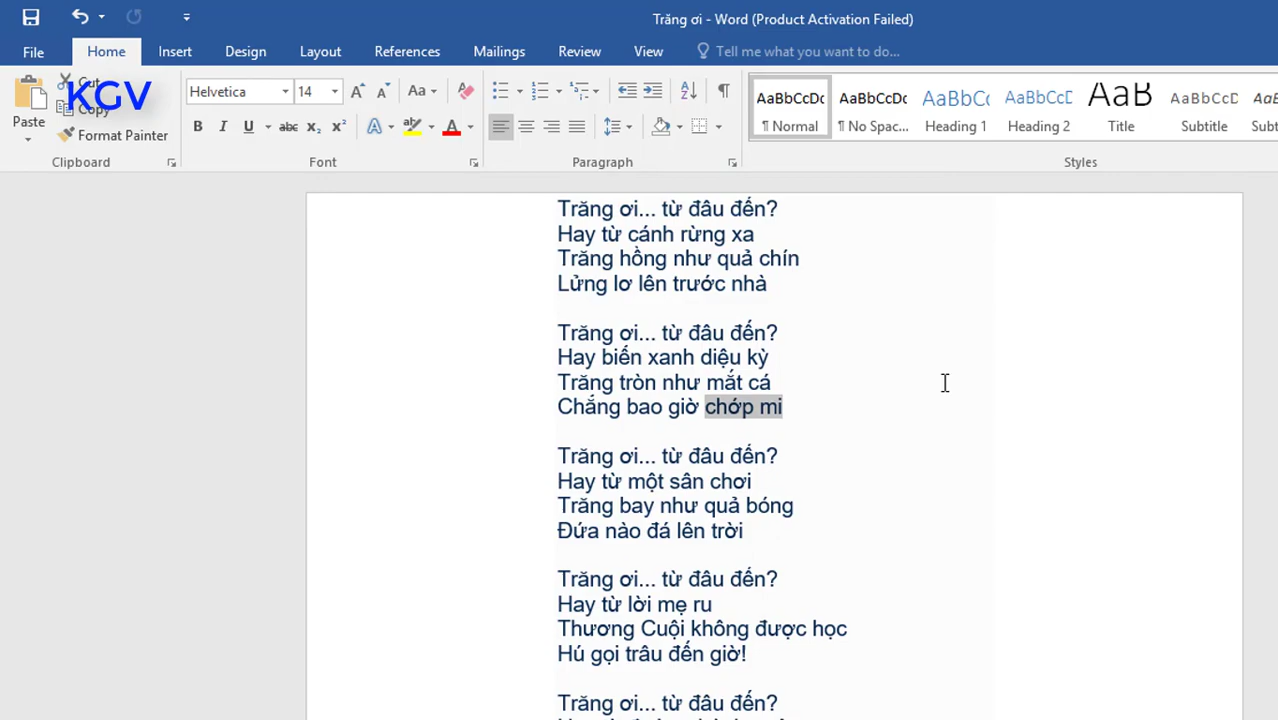 Trăng ơi - Word (Product Activation Failed)
File Home Insert Design Layout References Mailings Review View Tell me what you want to do...
KGV
Cut
Copy
Paste
Format Painter
Helvetica 14
Clipboard Font Paragraph Styles
AaBbCcDc AaBbCcDc AaBbCc AaBbCcD AaB AaBbCcD
¶ Normal ¶ No Spac... Heading 1 Heading 2 Title Subtitle
Trăng ơi... từ đâu đến?
Hay từ cánh rừng xa
Trăng hồng như quả chín
Lửng lơ lên trước nhà
Trăng ơi... từ đâu đến?
Hay biển xanh diệu kỳ
Trăng tròn như mắt cá
Chẳng bao giờ chớp mi
Trăng ơi... từ đâu đến?
Hay từ một sân chơi
Trăng bay như quả bóng
Đứa nào đá lên trời
Trăng ơi... từ đâu đến?
Hay từ lời mẹ ru
Thương Cuội không được học
Hú gọi trâu đến giờ!
Trăng ơi... từ đâu đến?